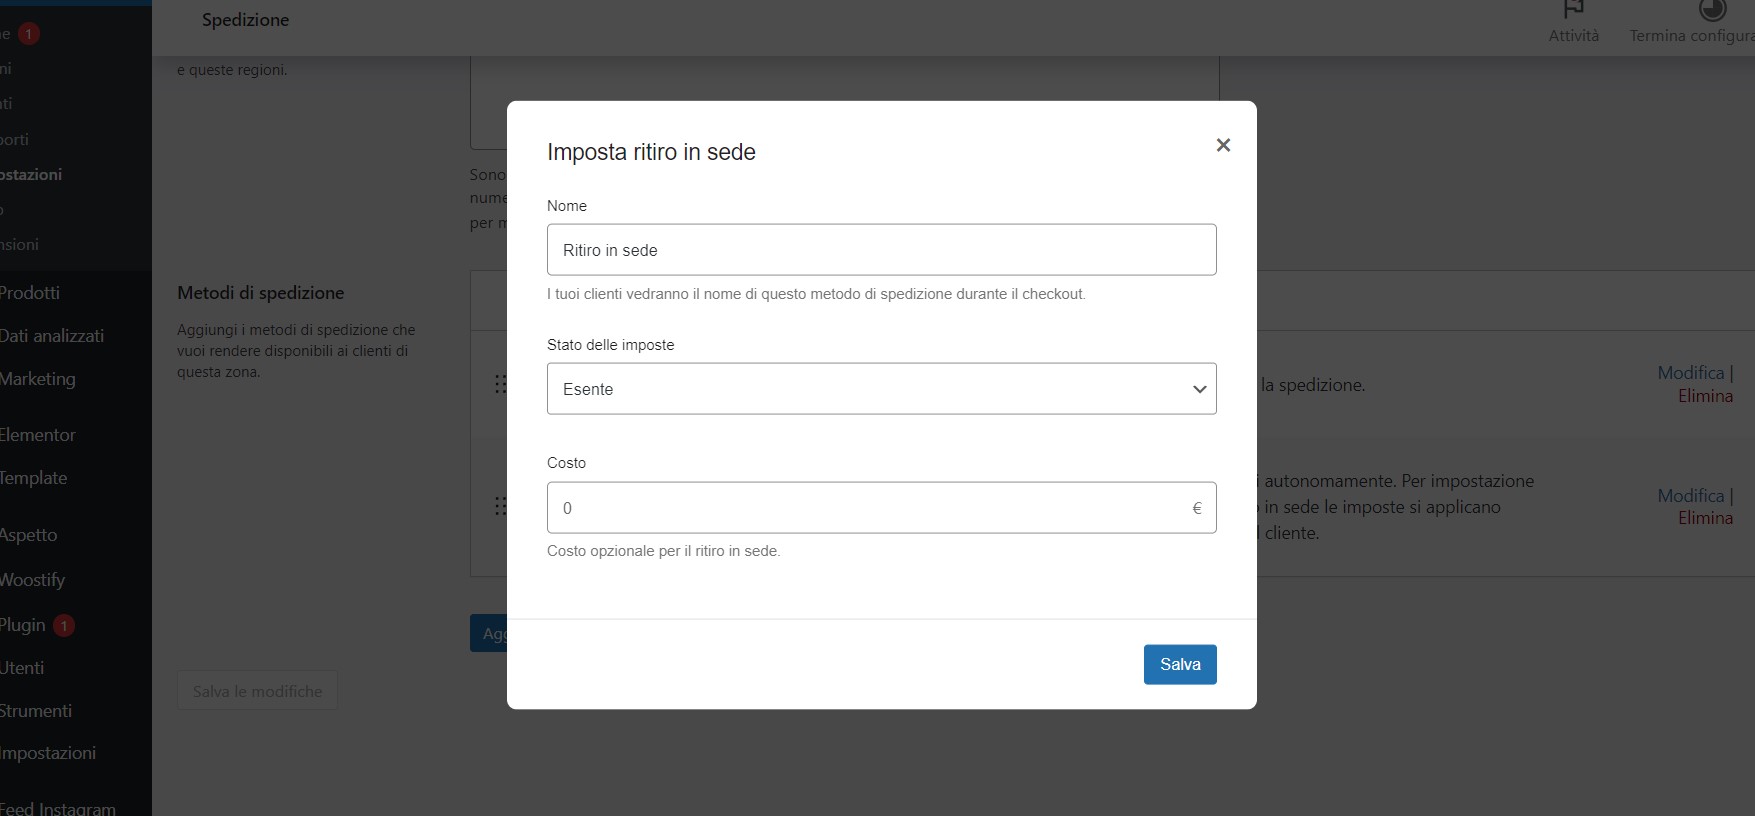 Spedizione
Attività
Termina configura
e 1
ni
ti
porti
ostazioni
o
nsioni
Prodotti
Dati analizzati
Marketing
Elementor
Template
Aspetto
Woostify
Plugin 1
Utenti
Strumenti
Impostazioni
Feed Instagram
e queste regioni.
Sono
nume
per m
Metodi di spedizione
Aggiungi i metodi di spedizione che
vuoi rendere disponibili ai clienti di
questa zona.
Imposta ritiro in sede
×
Nome
Ritiro in sede
I tuoi clienti vedranno il nome di questo metodo di spedizione durante il checkout.
Stato delle imposte
Esente
Costo
0 €
Costo opzionale per il ritiro in sede.
Salva
la spedizione.
Modifica |
Elimina
i autonomamente. Per impostazione
o in sede le imposte si applicano
l cliente.
Modifica |
Elimina
Agg
Salva le modifiche